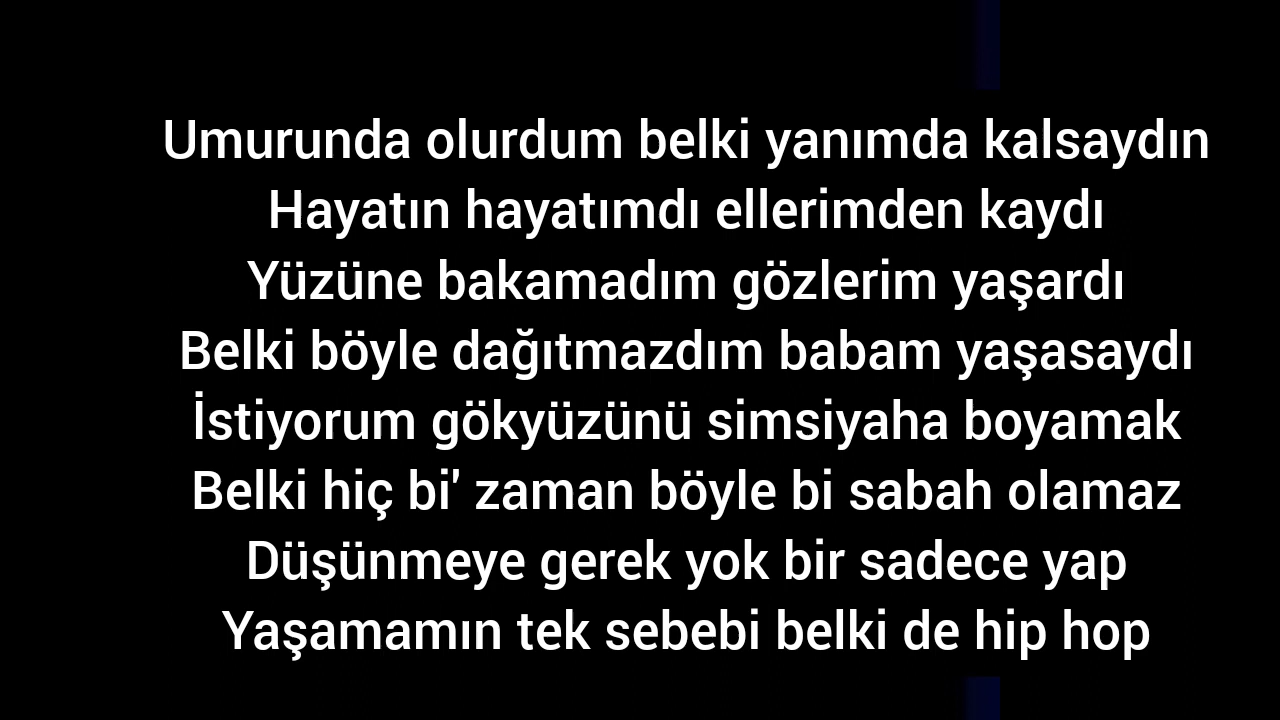 Umurunda olurdum belki yanımda kalsaydın
Hayatın hayatımdı ellerimden kaydı
Yüzüne bakamadım gözlerim yaşardı
Belki böyle dağıtmazdım babam yaşasaydı
İstiyorum gökyüzünü simsiyaha boyamak
Belki hiç bi' zaman böyle bi sabah olamaz
Düşünmeye gerek yok bir sadece yap
Yaşamamın tek sebebi belki de hip hop